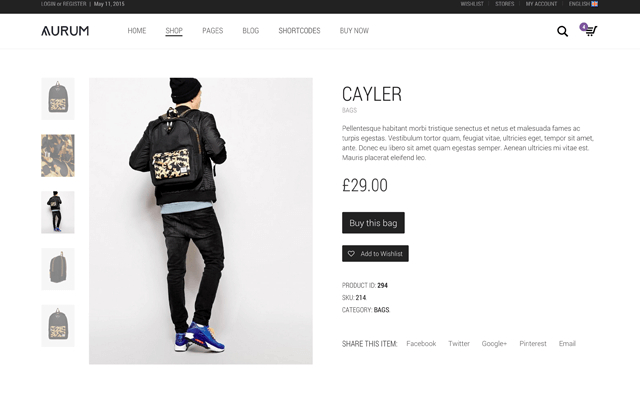 LOGIN or REGISTER | May 11, 2015
WISHLIST | STORES | MY ACCOUNT | ENGLISH
AURUM
HOME SHOP PAGES BLOG SHORTCODES BUY NOW
4
CAYLER
BAGS
Pellentesque habitant morbi tristique senectus et netus et malesuada fames ac
turpis egestas. Vestibulum tortor quam, feugiat vitae, ultricies eget, tempor sit amet,
ante. Donec eu libero sit amet quam egestas semper. Aenean ultricies mi vitae est.
Mauris placerat eleifend leo.
£29.00
Buy this bag
Add to Wishlist
PRODUCT ID: 294
SKU: 214.
CATEGORY: BAGS.
SHARE THIS ITEM: Facebook Twitter Google+ Pinterest Email